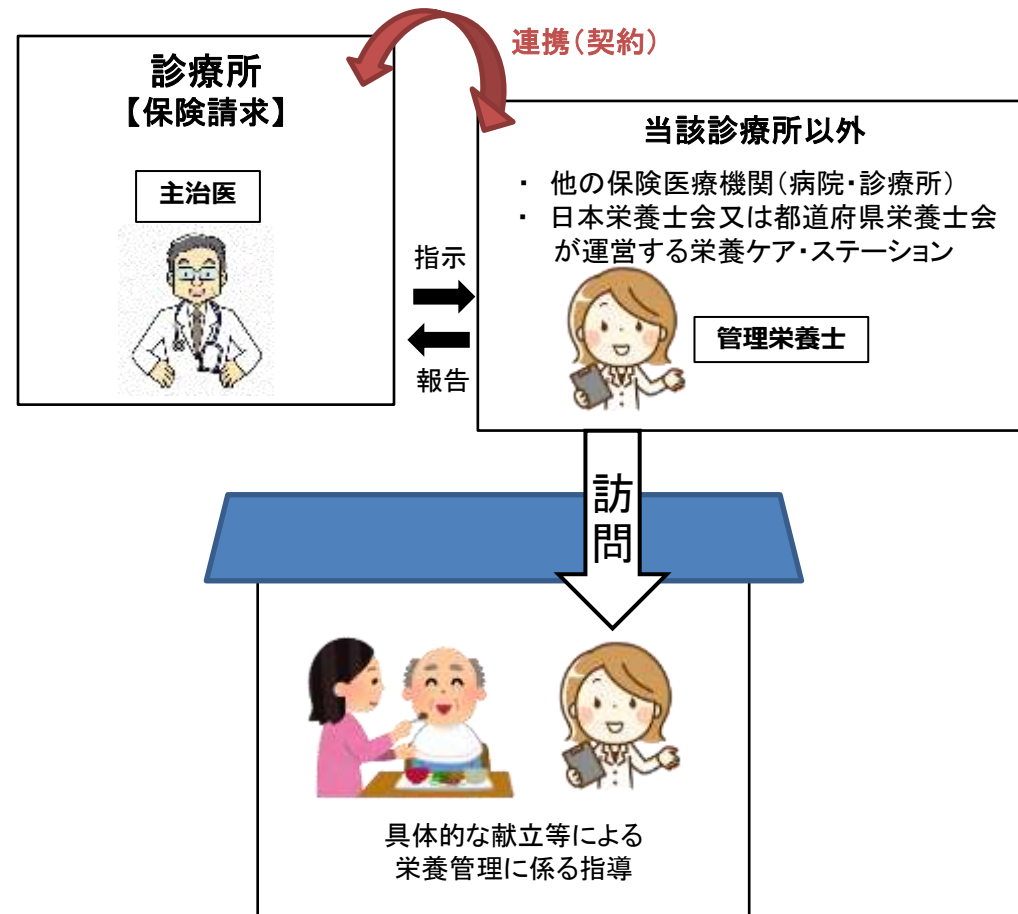 連携(契約)
診療所
【保険請求】
主治医
当該診療所以外
・ 他の保険医療機関(病院・診療所)
・ 日本栄養士会又は都道府県栄養士会
が運営する栄養ケア・ステーション
管理栄養士
指示
報告
訪問
具体的な献立等による
栄養管理に係る指導